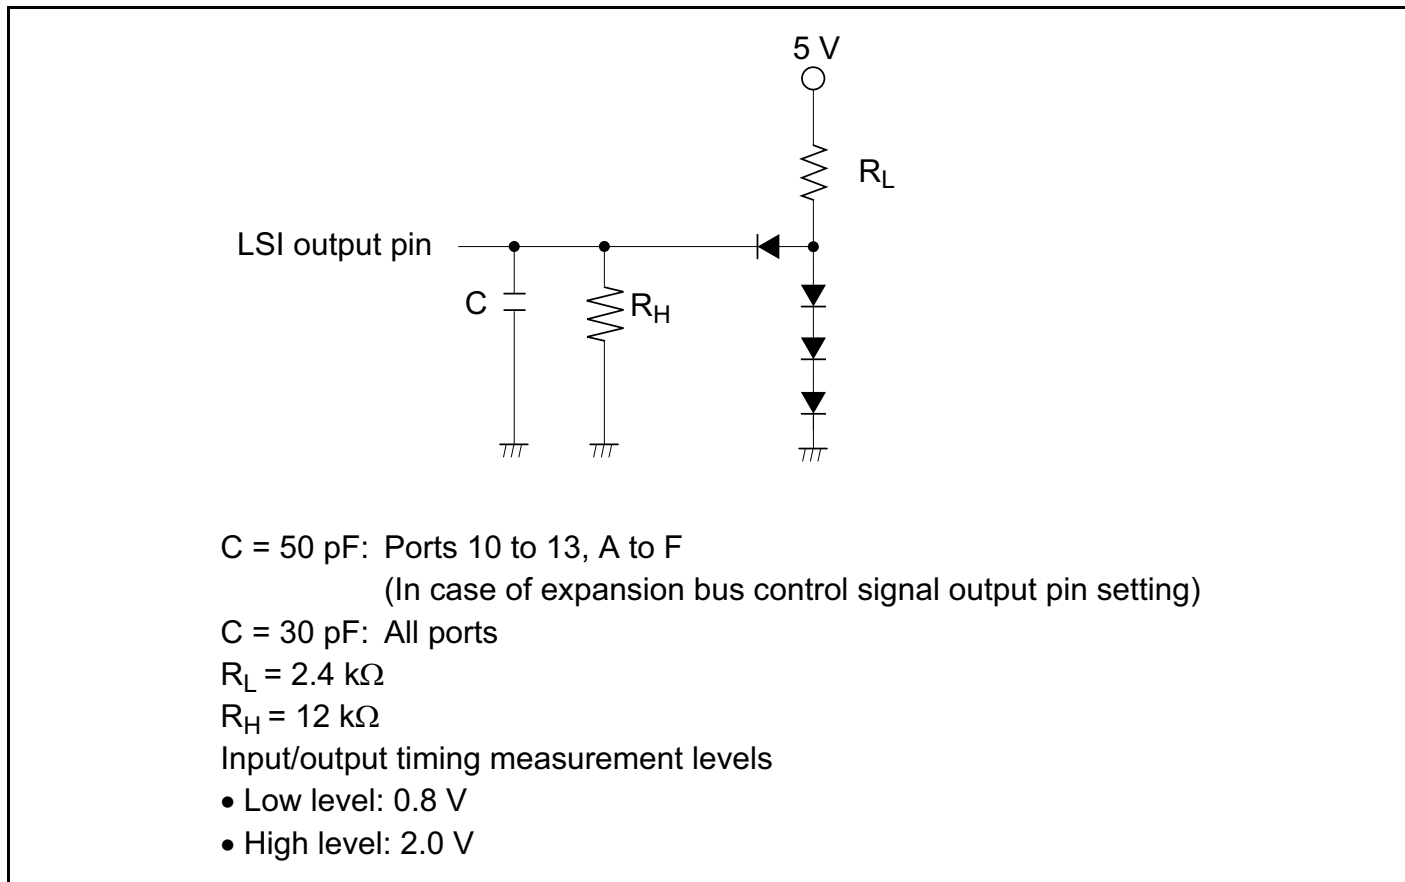 5 V
R_L
LSI output pin
C
R_H
C = 50 pF: Ports 10 to 13, A to F
(In case of expansion bus control signal output pin setting)
C = 30 pF: All ports
R_L = 2.4 kΩ
R_H = 12 kΩ
Input/output timing measurement levels
• Low level: 0.8 V
• High level: 2.0 V